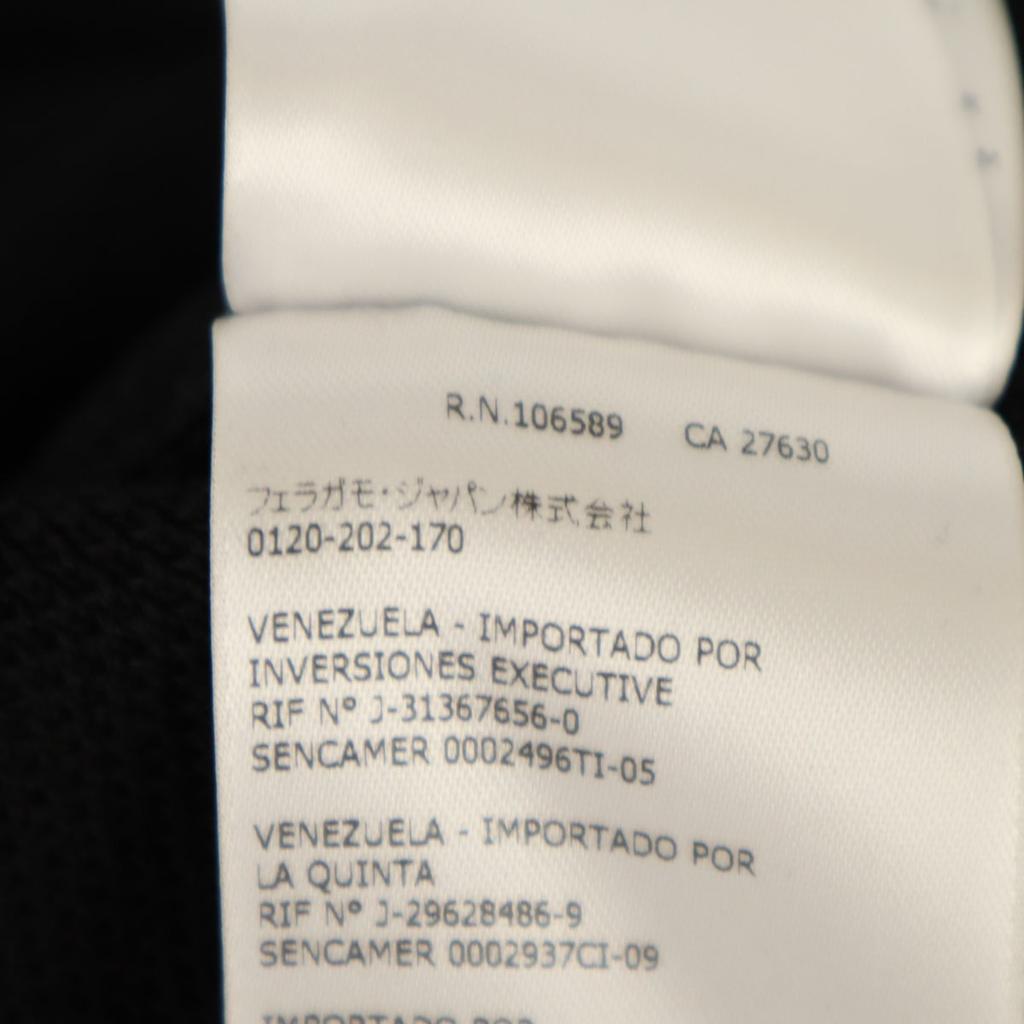 R.N.106589 CA 27630
フェラガモ・ジャパン株式会社
0120-202-170
VENEZUELA - IMPORTADO POR
INVERSIONES EXECUTIVE
RIF Nº J-31367656-0
SENCAMER 0002496TI-05
VENEZUELA - IMPORTADO POR
LA QUINTA
RIF Nº J-29628486-9
SENCAMER 0002937CI-09
IMPORTADO POR